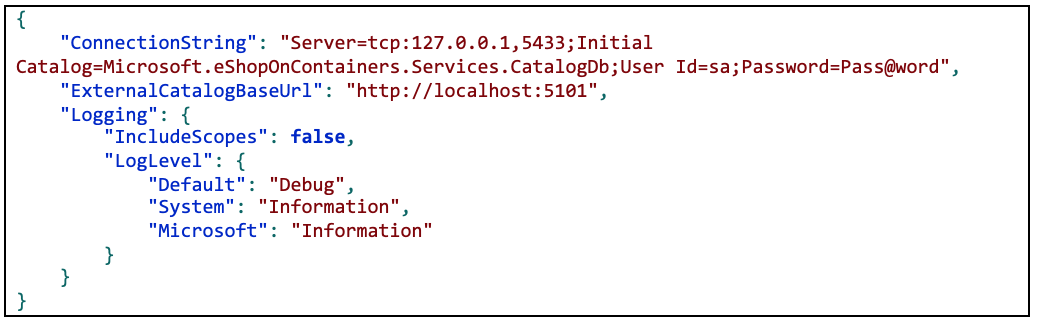 {
    "ConnectionString": "Server=tcp:127.0.0.1,5433;Initial
Catalog=Microsoft.eShopOnContainers.Services.CatalogDb;User Id=sa;Password=Pass@word",
    "ExternalCatalogBaseUrl": "http://localhost:5101",
    "Logging": {
        "IncludeScopes": false,
        "LogLevel": {
            "Default": "Debug",
            "System": "Information",
            "Microsoft": "Information"
        }
    }
}